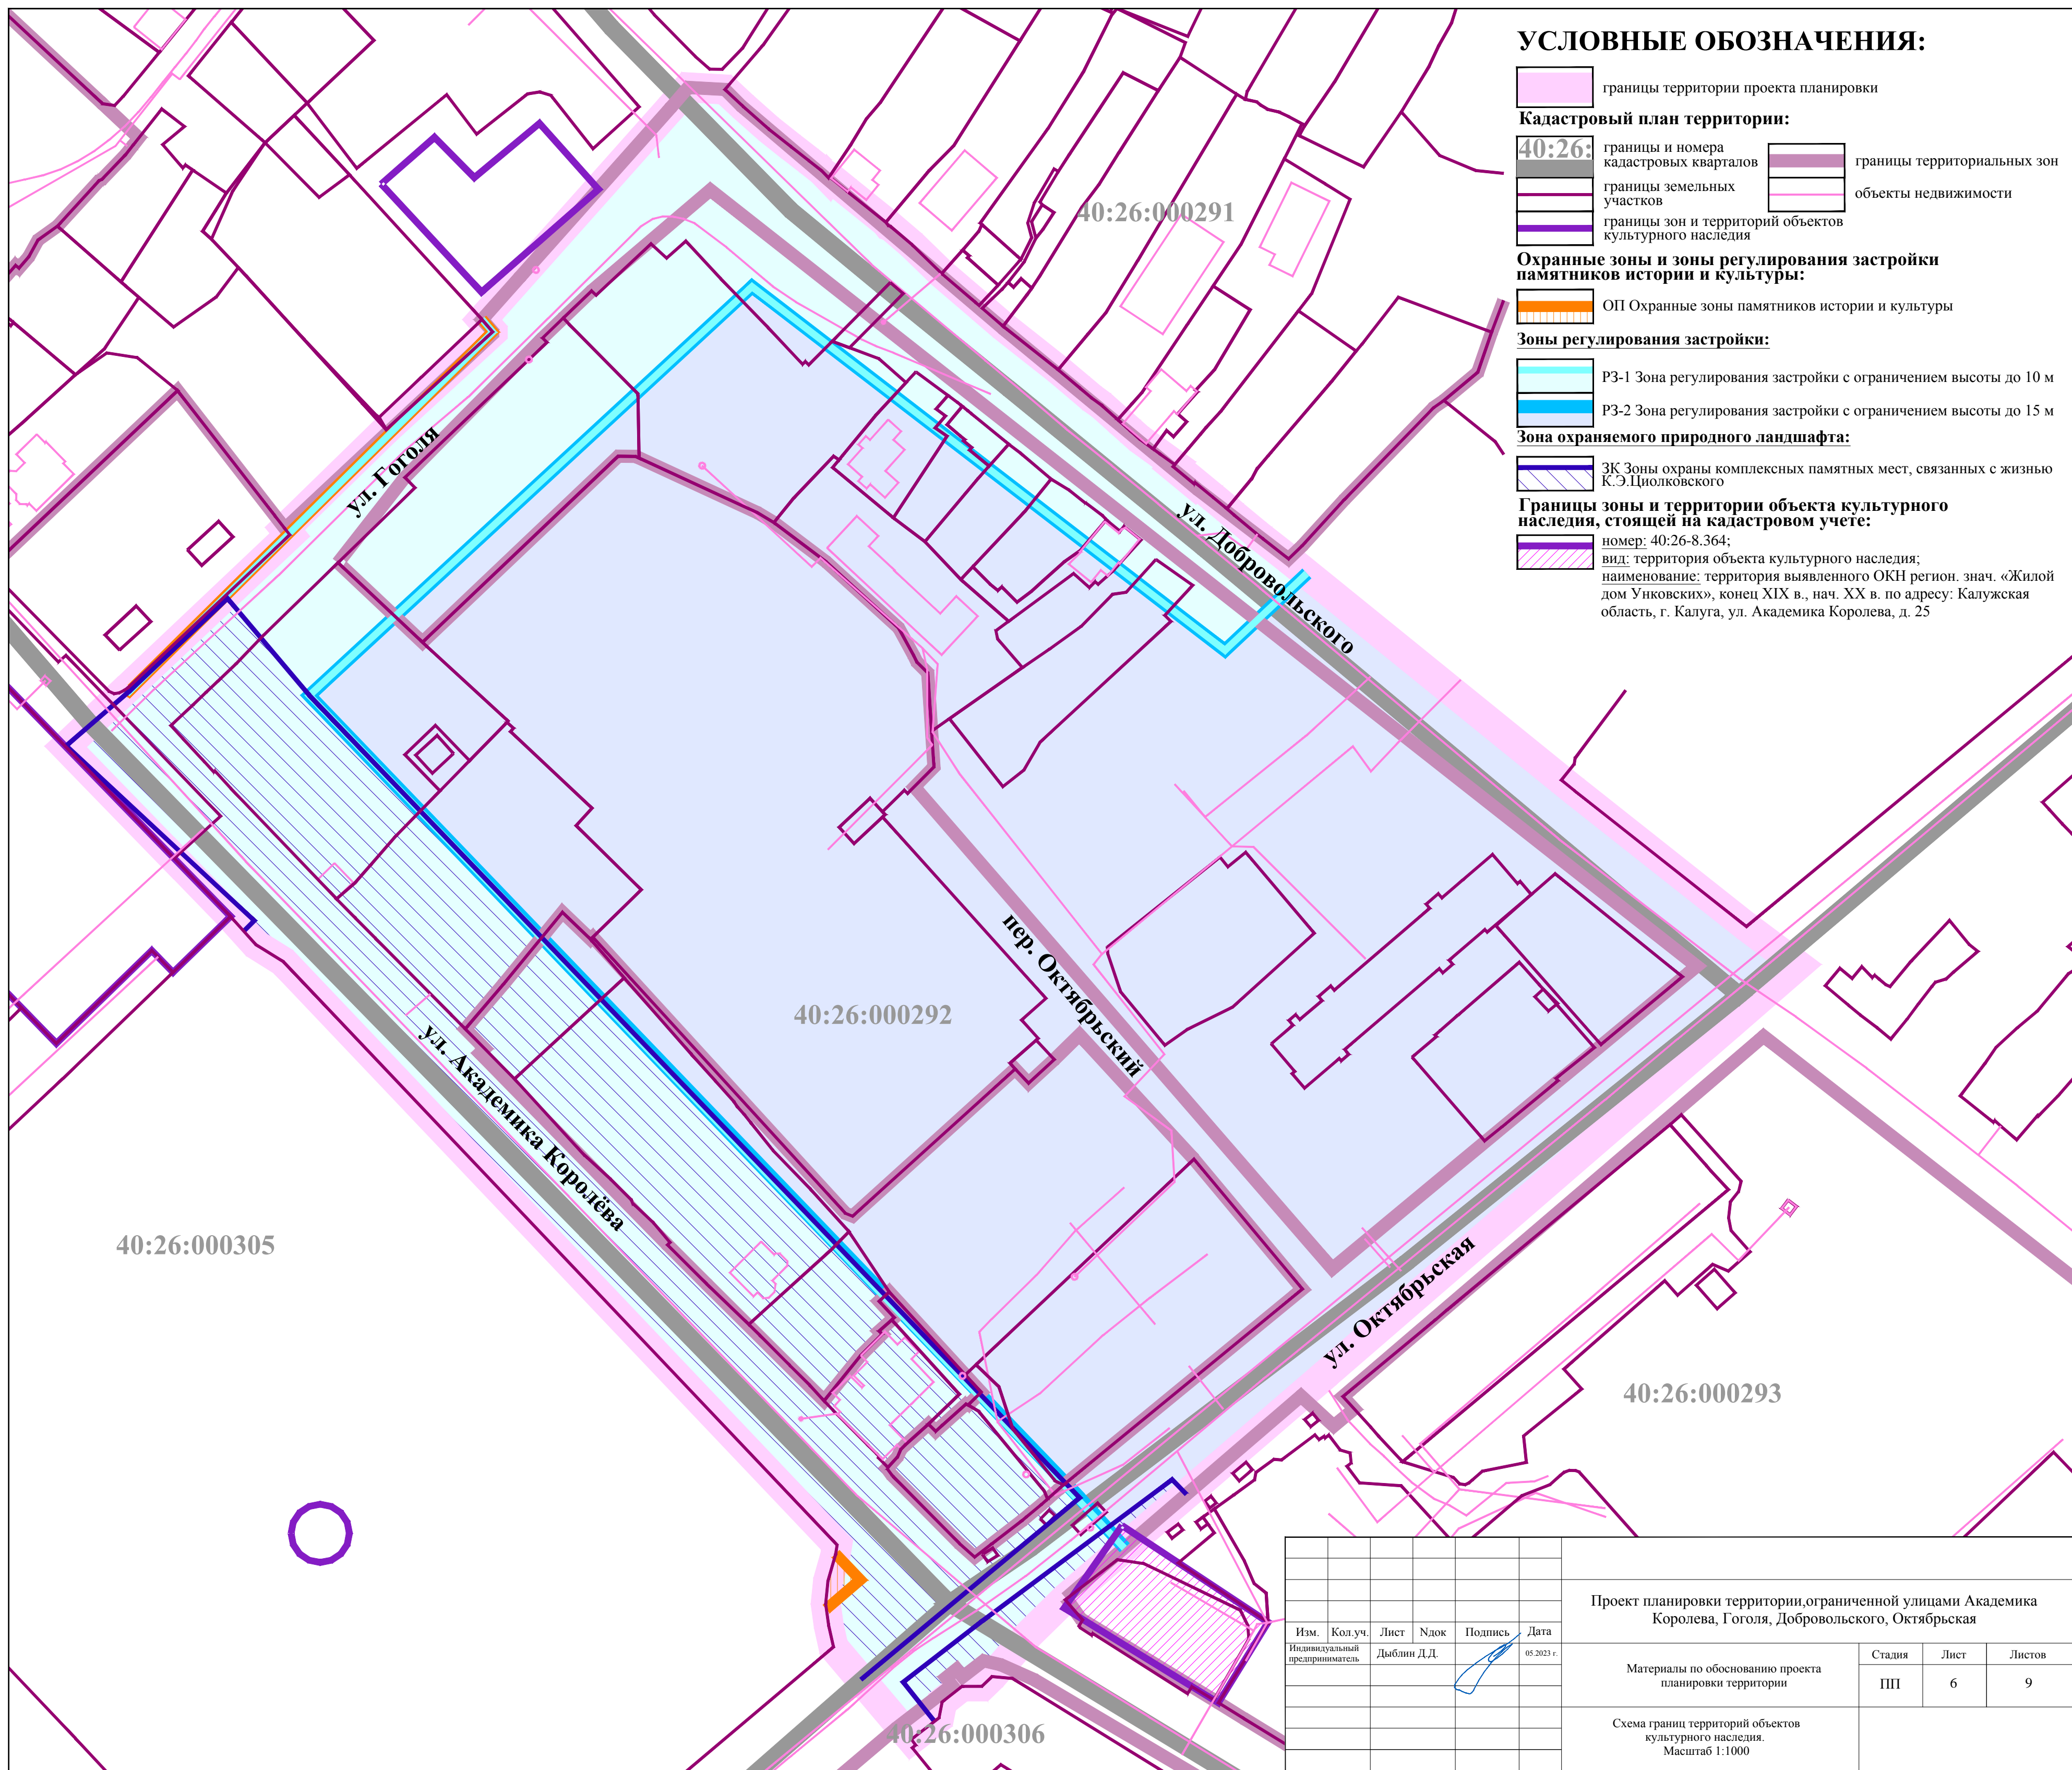 УСЛОВНЫЕ ОБОЗНАЧЕНИЯ:
границы территории проекта планировки
Кадастровый план территории:
40:26:
границы и номера
кадастровых кварталов
границы территориальных зон
границы земельных
участков
объекты недвижимости
границы зон и территорий объектов
культурного наследия
Охранные зоны и зоны регулирования застройки
памятников истории и культуры:
ОП Охранные зоны памятников истории и культуры
Зоны регулирования застройки:
РЗ-1 Зона регулирования застройки с ограничением высоты до 10 м
РЗ-2 Зона регулирования застройки с ограничением высоты до 15 м
Зона охраняемого природного ландшафта:
ЗК Зоны охраны комплексных памятных мест, связанных с жизнью
К.Э.Циолковского
Границы зоны и территории объекта культурного
наследия, стоящей на кадастровом учете:
номер: 40:26-8.364;
вид: территория объекта культурного наследия;
наименование: территория выявленного ОКН регион. знач. «Жилой
дом Унковских», конец XIX в., нач. XX в. по адресу: Калужская
область, г. Калуга, ул. Академика Королева, д. 25
40:26:000291
ул. Гоголя
ул. Добровольского
пер. Октябрьский
40:26:000292
ул. Академика Королёва
40:26:000305
ул. Октябрьская
40:26:000293
40:26:000306
Проект планировки территории,ограниченной улицами Академика
Королева, Гоголя, Добровольского, Октябрьская
Изм. Кол.уч. Лист Nдок Подпись Дата
Индивидуальный
предприниматель
Дыблин Д.Д.
05.2023 г.
Материалы по обоснованию проекта
планировки территории
Стадия Лист Листов
ПП 6 9
Схема границ территорий объектов
культурного наследия.
Масштаб 1:1000